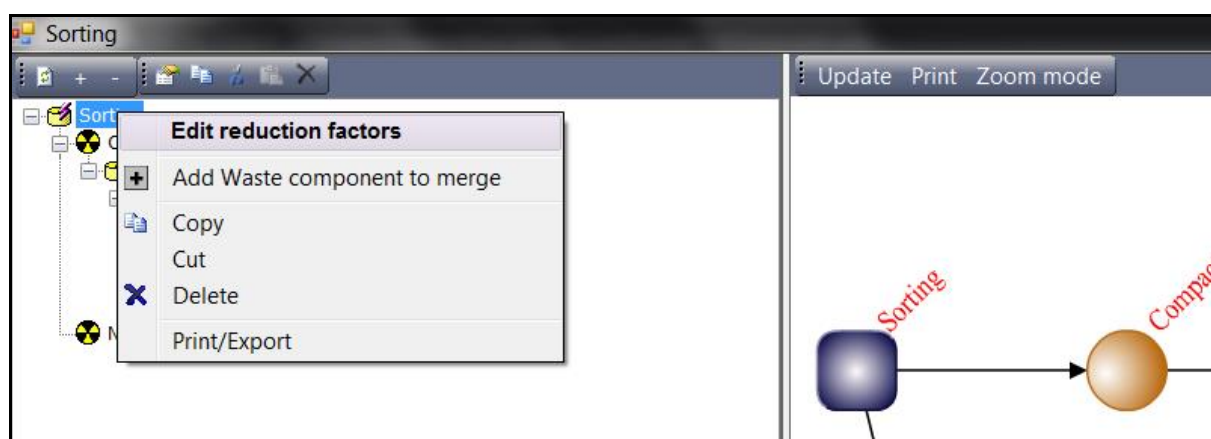 Sorting
Update Print Zoom mode
Edit reduction factors
Add Waste component to merge
Copy
Cut
Delete
Print/Export
Sorting